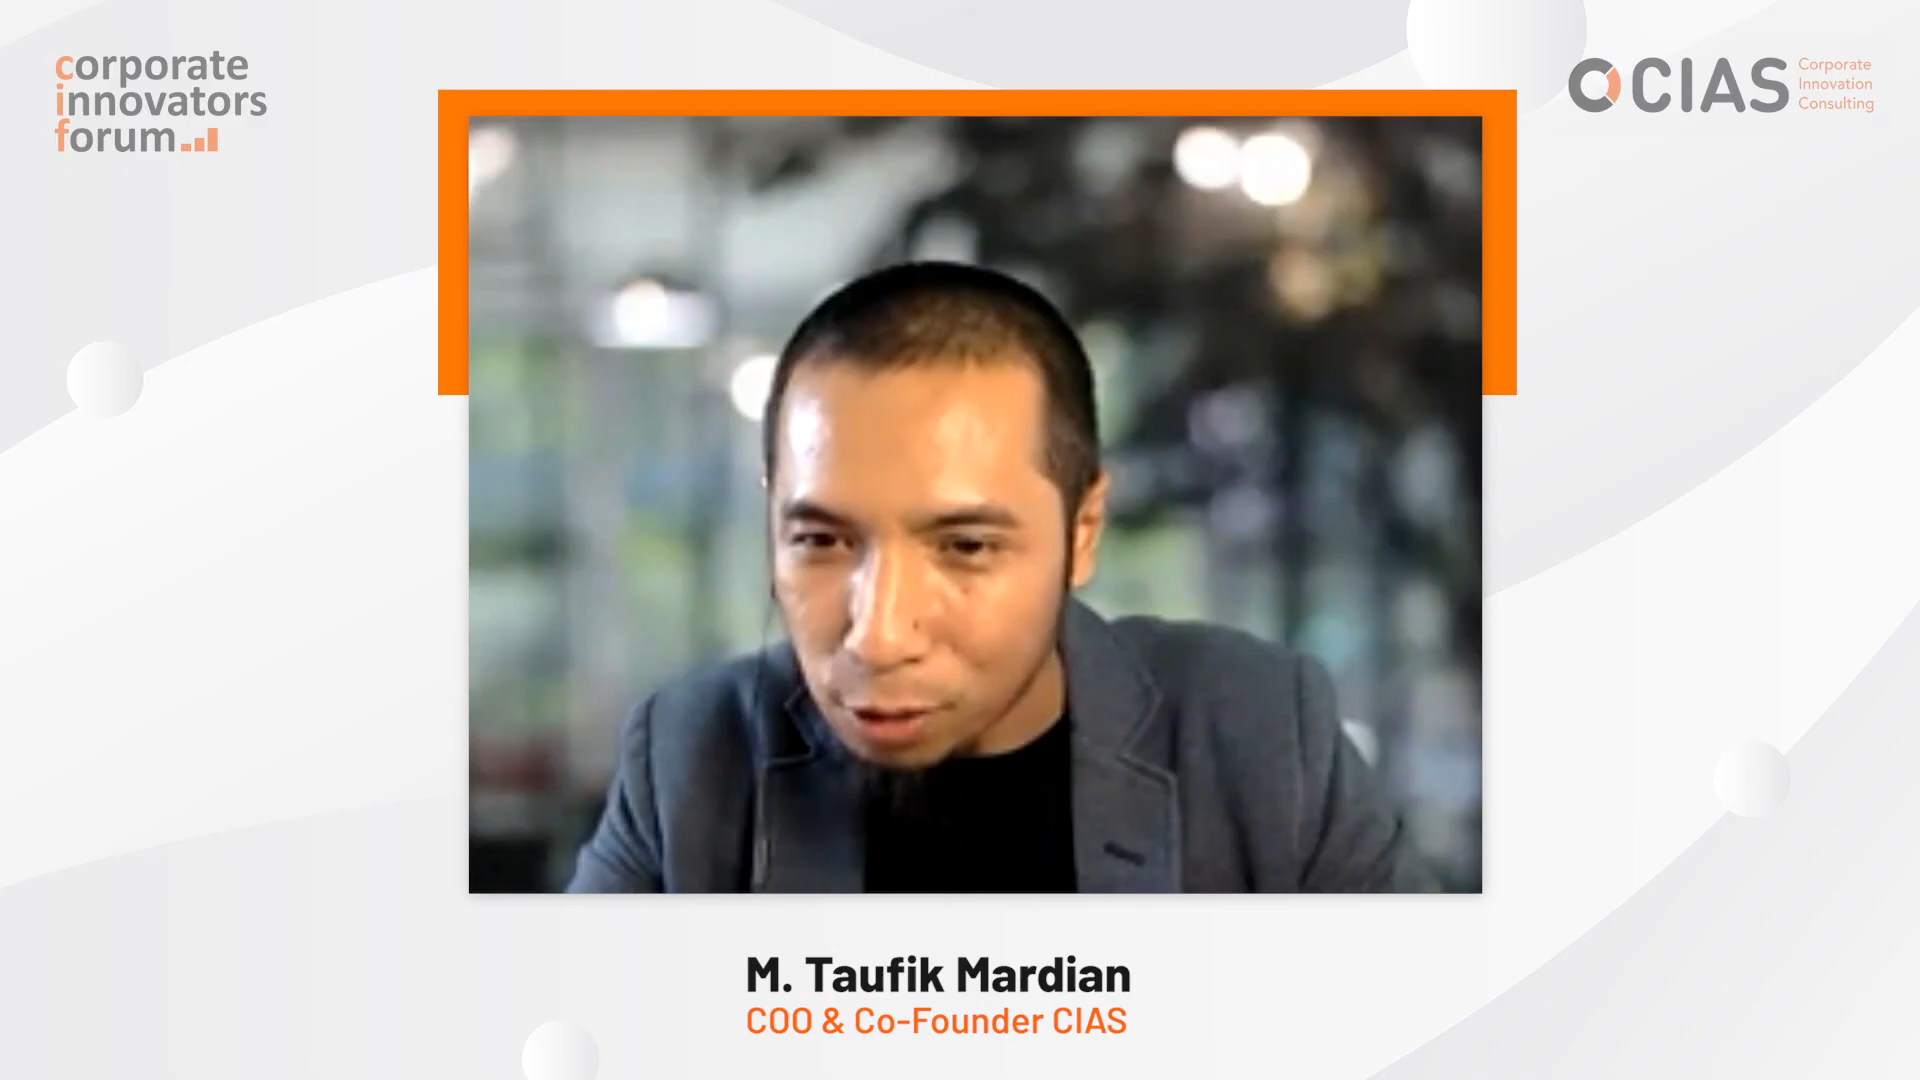 corporate
innovators
forum
CIAS
Corporate
Innovation
Consulting
M. Taufik Mardian
COO & Co-Founder CIAS